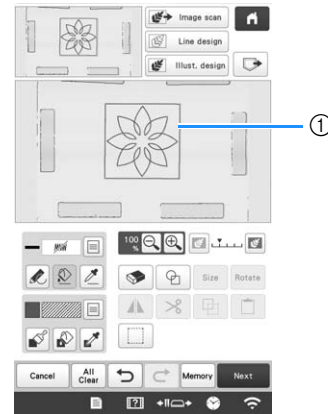 Image scan
Line design
Illust. design
①
100 %
Size
Rotate
Cancel
All Clear
Memory
Next